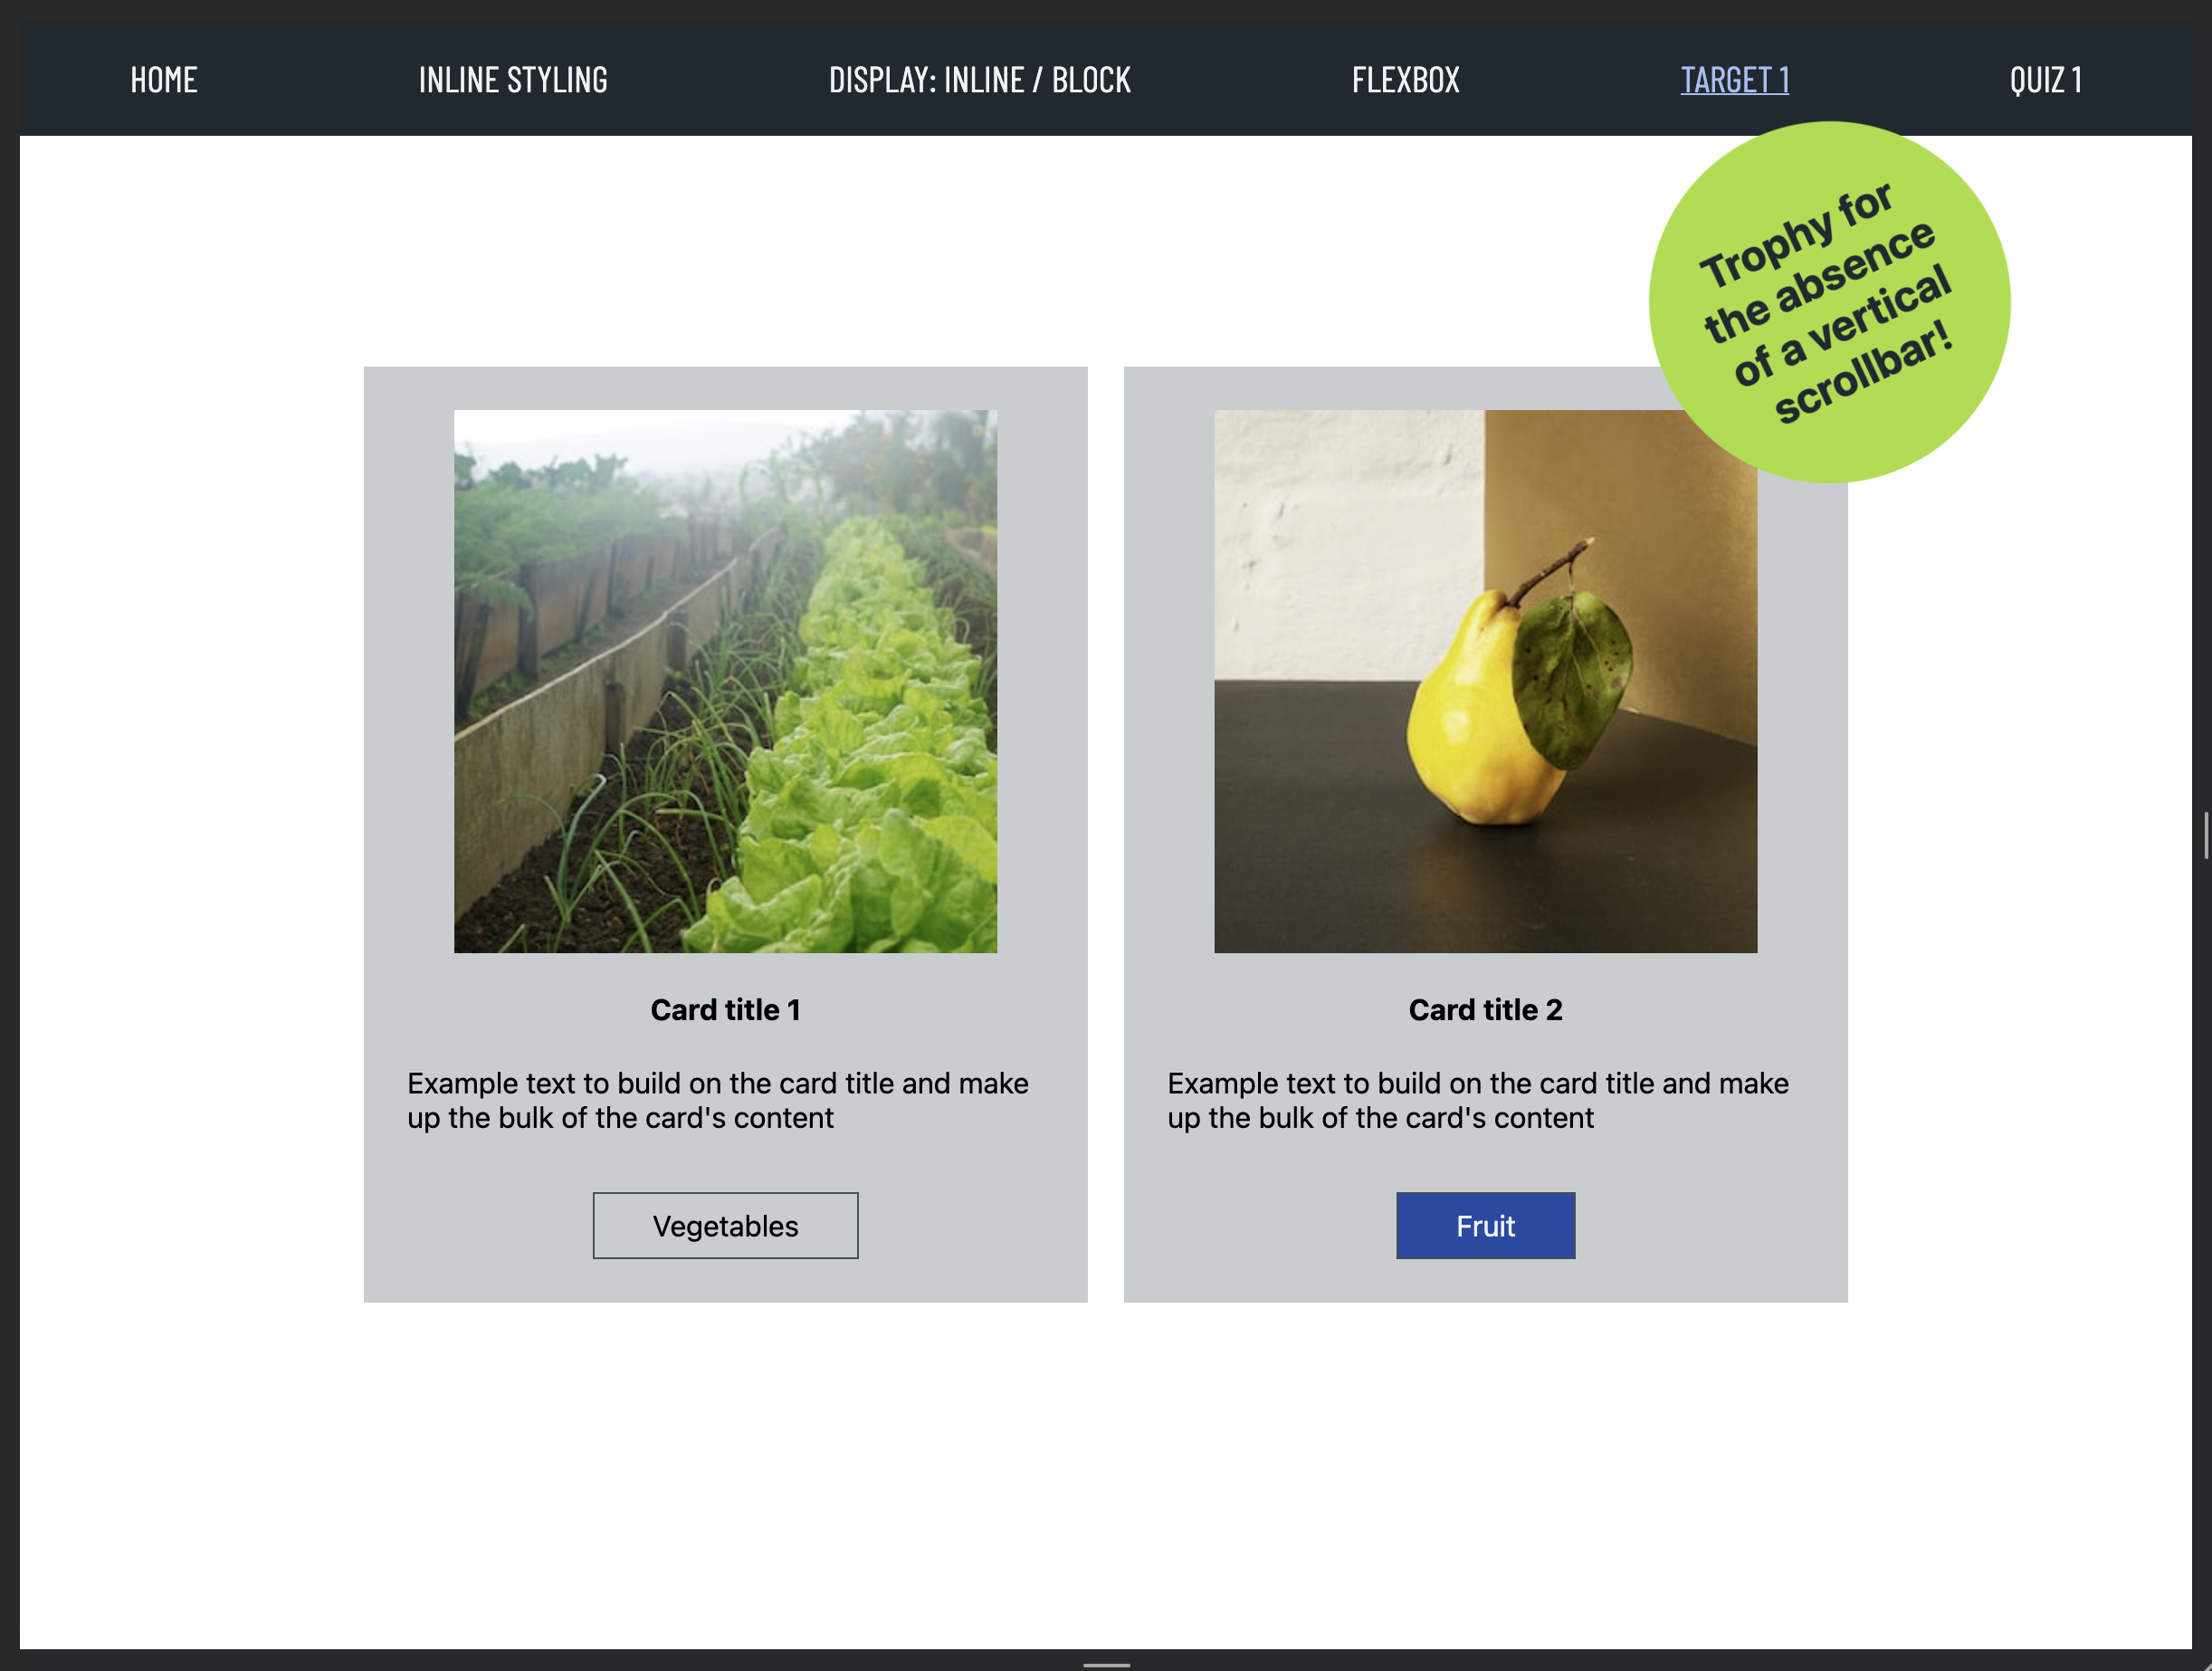 HOME
INLINE STYLING
DISPLAY: INLINE / BLOCK
FLEXBOX
TARGET 1
QUIZ 1
Trophy for
the absence
of a vertical
scrollbar!
Card title 1
Example text to build on the card title and make
up the bulk of the card's content
Vegetables
Card title 2
Example text to build on the card title and make
up the bulk of the card's content
Fruit